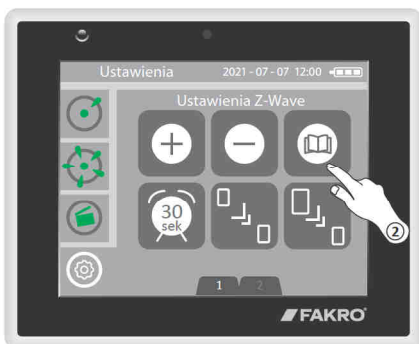 Ustawienia 2021 - 07 - 07 12:00
Ustawienia Z-Wave
30
sek
2
1 2
FAKRO